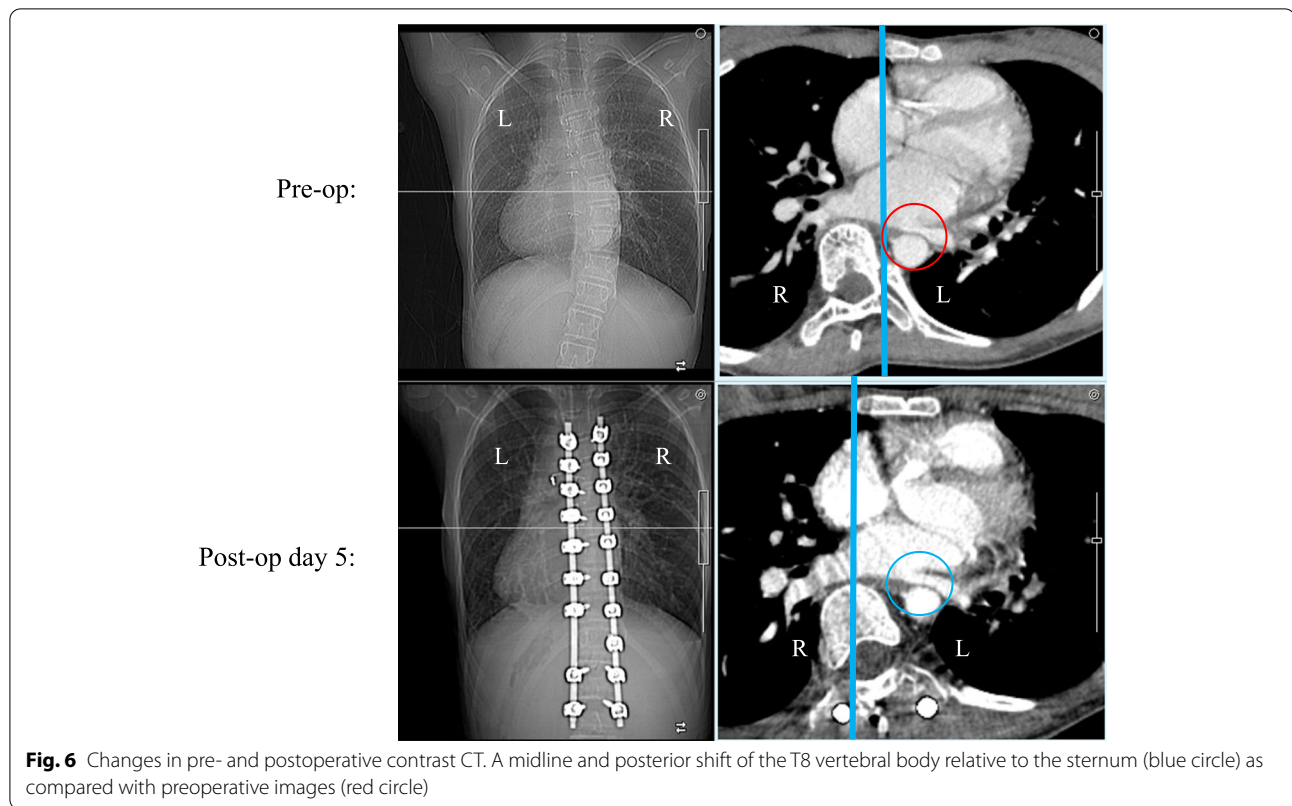 Pre-op:
L R
R L
Post-op day 5:
L R
R L
Fig. 6 Changes in pre- and postoperative contrast CT. A midline and posterior shift of the T8 vertebral body relative to the sternum (blue circle) as
compared with preoperative images (red circle)